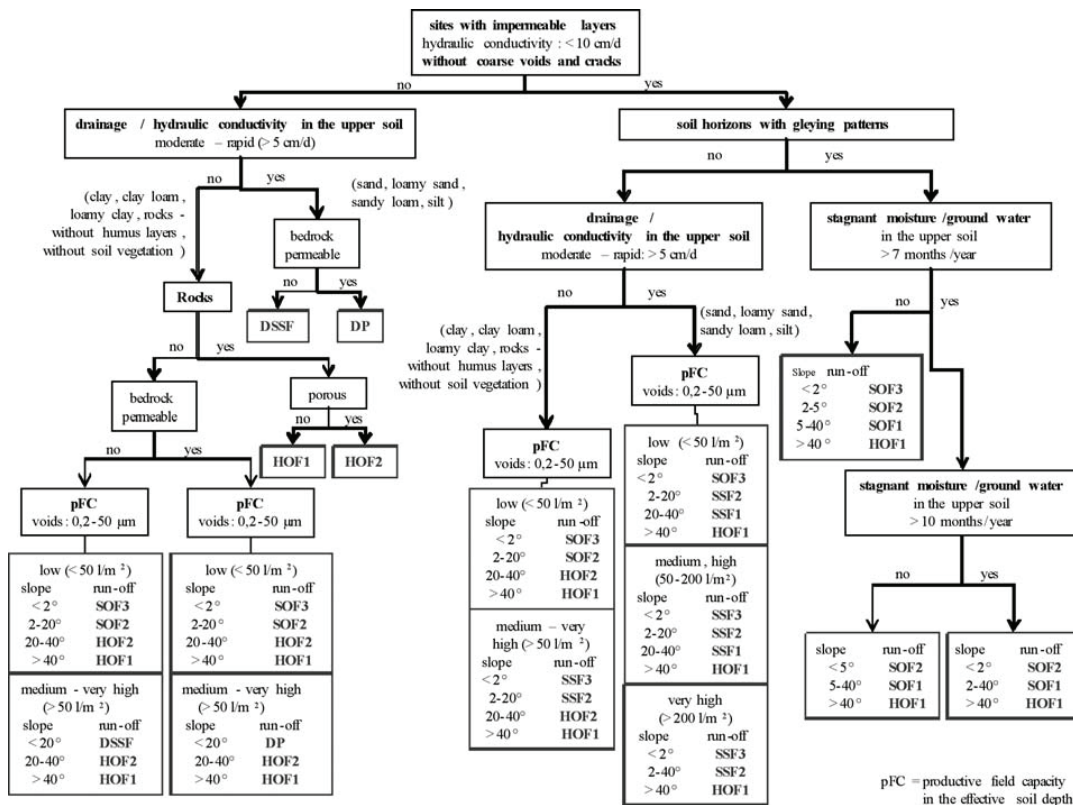 sites with impermeable layers
hydraulic conductivity : < 10 cm/d
without coarse voids and cracks
no
yes
drainage / hydraulic conductivity in the upper soil
moderate – rapid (> 5 cm/d)
soil horizons with gleying patterns
no
yes
(clay, clay loam,
loamy clay, rocks -
without humus layers,
without soil vegetation )
(sand, loamy sand,
sandy loam, silt )
bedrock
permeable
no
yes
DSSF
DP
Rocks
no
yes
bedrock
permeable
porous
no
yes
HOF1
HOF2
no
yes
pFC
voids : 0,2-50 µm
low (< 50 l/m²)
slope run-off
<2° SOF3
2-20° SOF2
20-40° HOF2
>40° HOF1
medium - very high
(> 50 l/m²)
slope run-off
<20° DSSF
20-40° HOF2
>40° HOF1
pFC
voids : 0,2-50 µm
low (< 50 l/m²)
slope run-off
<2° SOF3
2-20° SOF2
20-40° HOF2
>40° HOF1
medium - very high
(> 50 l/m²)
slope run-off
<20° DP
20-40° HOF2
>40° HOF1
no
yes
drainage /
hydraulic conductivity in the upper soil
moderate – rapid: > 5 cm/d
no
yes
(clay, clay loam,
loamy clay, rocks -
without humus layers,
without soil vegetation )
(sand, loamy sand,
sandy loam, silt )
pFC
voids : 0,2-50 µm
low (< 50 l/m²)
slope run-off
<2° SOF3
2-20° SOF2
20-40° HOF2
>40° HOF1
medium – very
high (> 50 l/m²)
slope run-off
<2° SSF3
2-20° SSF2
20-40° HOF2
>40° HOF1
pFC
voids : 0,2-50 µm
low (< 50 l/m²)
slope run-off
<2° SOF3
2-20° SSF2
20-40° SSF1
>40° HOF1
medium, high
(50-200 l/m²)
slope run-off
<2° SSF3
2-20° SSF2
20-40° SSF1
>40° HOF1
very high
(>200 l/m²)
slope run-off
<2° SSF3
2-40° SSF2
>40° HOF1
stagnant moisture /ground water
in the upper soil
> 7 months /year
no
yes
Slope run-off
<2° SOF3
2-5° SOF2
5-40° SOF1
>40° HOF1
stagnant moisture /ground water
in the upper soil
> 10 months/year
no
yes
slope run-off
<5° SOF2
5-40° SOF1
>40° HOF1
slope run-off
<2° SOF2
2-40° SOF1
>40° HOF1
pFC = productive field capacity
in the effective soil depth